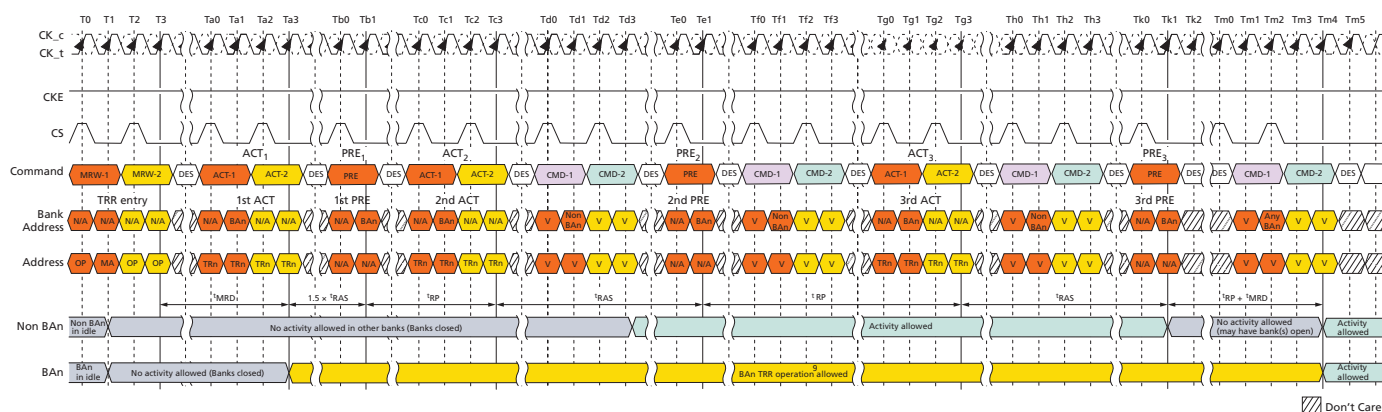 T0 T1 T2 T3 Ta0 Ta1 Ta2 Ta3 Tb0 Tb1 Tc0 Tc1 Tc2 Tc3 Td0 Td1 Td2 Td3 Te0 Te1 Tf0 Tf1 Tf2 Tf3 Tg0 Tg1 Tg2 Tg3 Th0 Th1 Th2 Th3 Tk0 Tk1 Tk2 Tm0 Tm1 Tm2 Tm3 Tm4 Tm5
CK_c
CK_t
CKE
CS
ACT1 PRE1 ACT2 PRE2 ACT3 PRE3
Command MRW-1 MRW-2 DES ACT-1 ACT-2 DES PRE DES ACT-1 ACT-2 DES CMD-1 CMD-2 DES PRE DES CMD-1 CMD-2 DES ACT-1 ACT-2 DES CMD-1 CMD-2 DES PRE DES DES CMD-1 CMD-2 DES
TRR entry 1st ACT 1st PRE 2nd ACT 2nd PRE 3rd ACT 3rd PRE
Bank Address N/A N/A N/A N/A N/A BAn N/A N/A N/A BAn N/A BAn N/A N/A V Non BAn V V N/A BAn V Non BAn V V N/A BAn N/A N/A V Non BAn V V N/A BAn V Any BAn V V
Address OP MA OP OP TRn TRn TRn TRn N/A N/A TRn TRn TRn TRn V V V V N/A N/A V V V V TRn TRn TRn TRn V V V V N/A N/A V V V V
tMRD 1.5 × tRAS tRP tRAS tRP tRAS tRP + tMRD
Non BAn Non BAn in idle No activity allowed in other banks (Banks closed) Activity allowed No activity allowed (may have bank(s) open) Activity allowed
BAn BAn in idle No activity allowed (Banks closed) BAn TRR operation allowed 9 Activity allowed
Don't Care